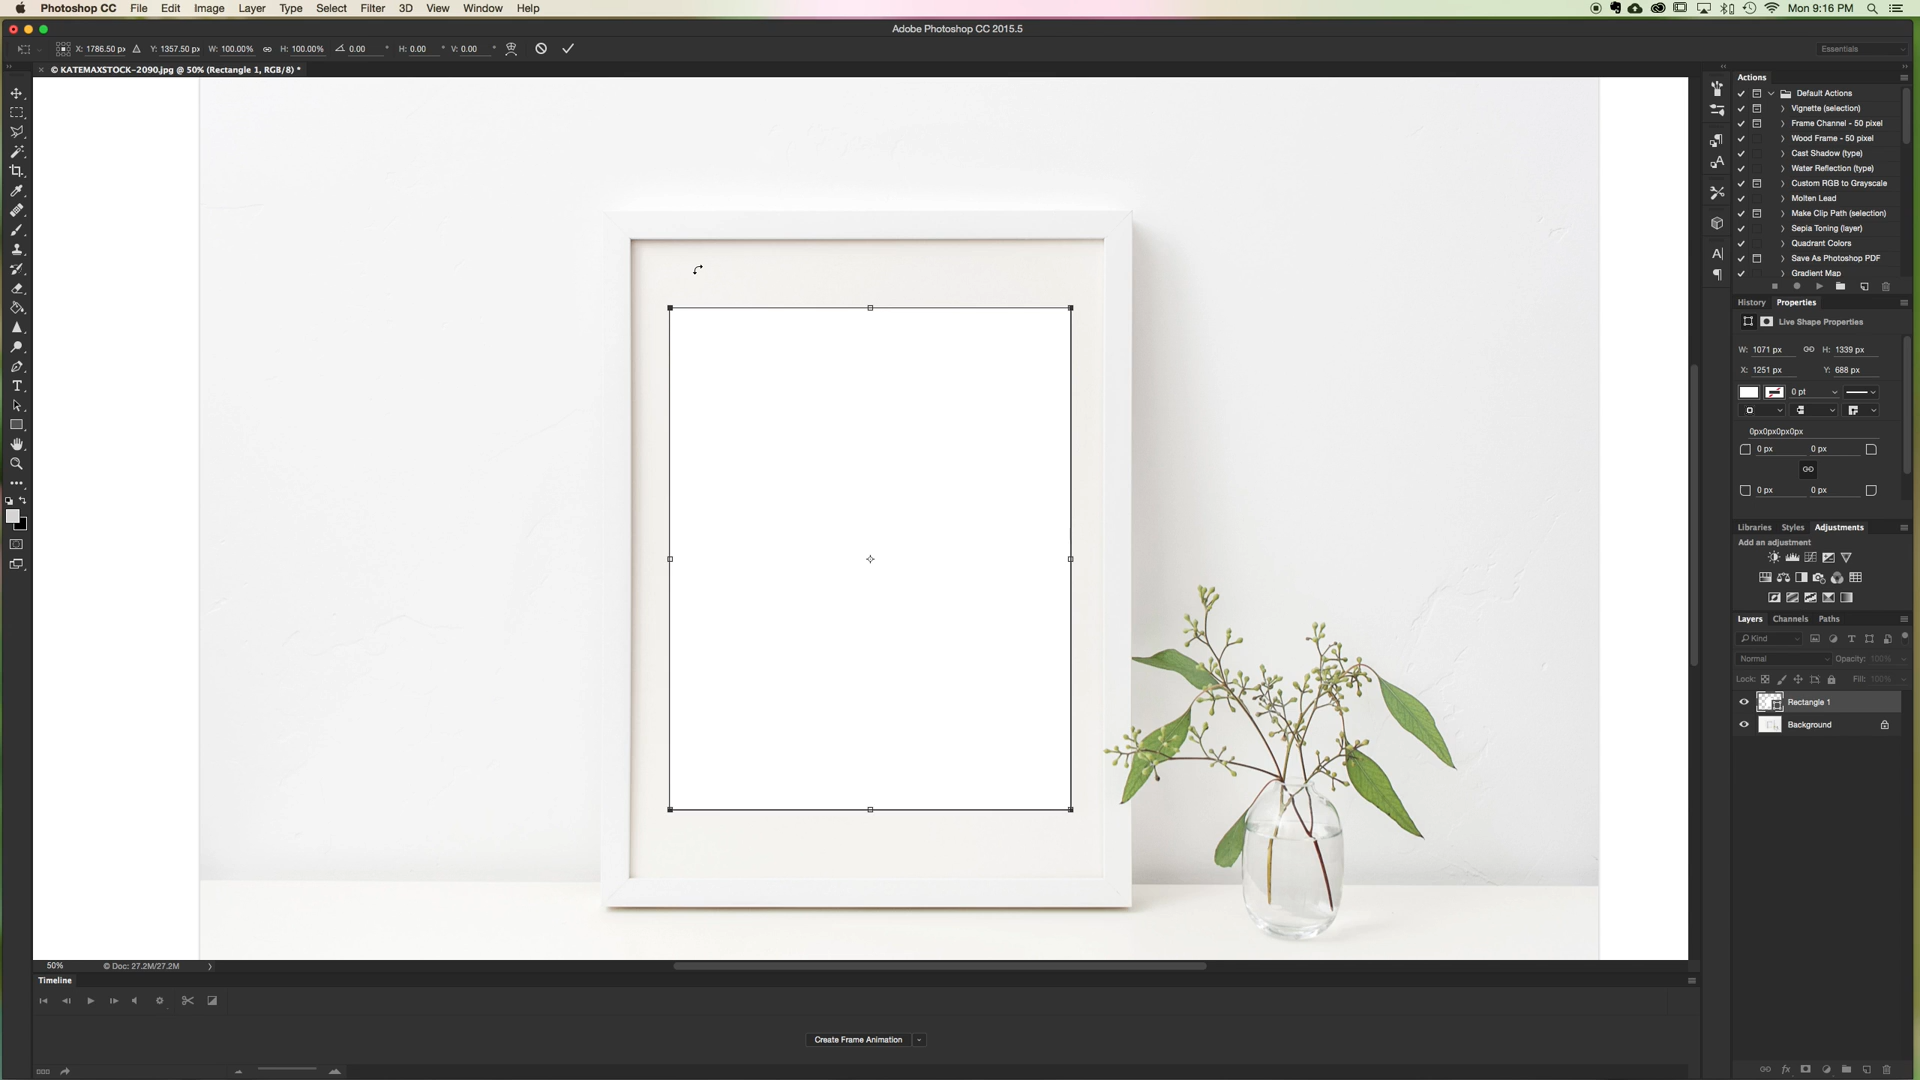 Photoshop CC File Edit Image Layer Type Select Filter 3D View Window Help Mon 9:16 PM
Adobe Photoshop CC 2015.5
X: 1786.50 px Y: 1357.50 px W: 100.00% H: 100.00% 0.00 ° H: 0.00 ° V: 0.00 ° Essentials
© KATEMAXSTOCK-2090.jpg @ 50% (Rectangle 1, RGB/8) *
Actions
Default Actions
Vignette (selection)
Frame Channel - 50 pixel
Wood Frame - 50 pixel
Cast Shadow (type)
Water Reflection (type)
Custom RGB to Grayscale
Molten Lead
Make Clip Path (selection)
Sepia Toning (layer)
Quadrant Colors
Save As Photoshop PDF
Gradient Map
History Properties
Live Shape Properties
W: 1071 px H: 1339 px
X: 1251 px Y: 688 px
0 pt
0px0px0px0px
0 px 0 px
0 px 0 px
Libraries Styles Adjustments
Add an adjustment
Layers Channels Paths
Kind
Normal Opacity: 100%
Lock: Fill: 100%
Rectangle 1
Background
50% © Doc: 27.2M/27.2M
Timeline
Create Frame Animation